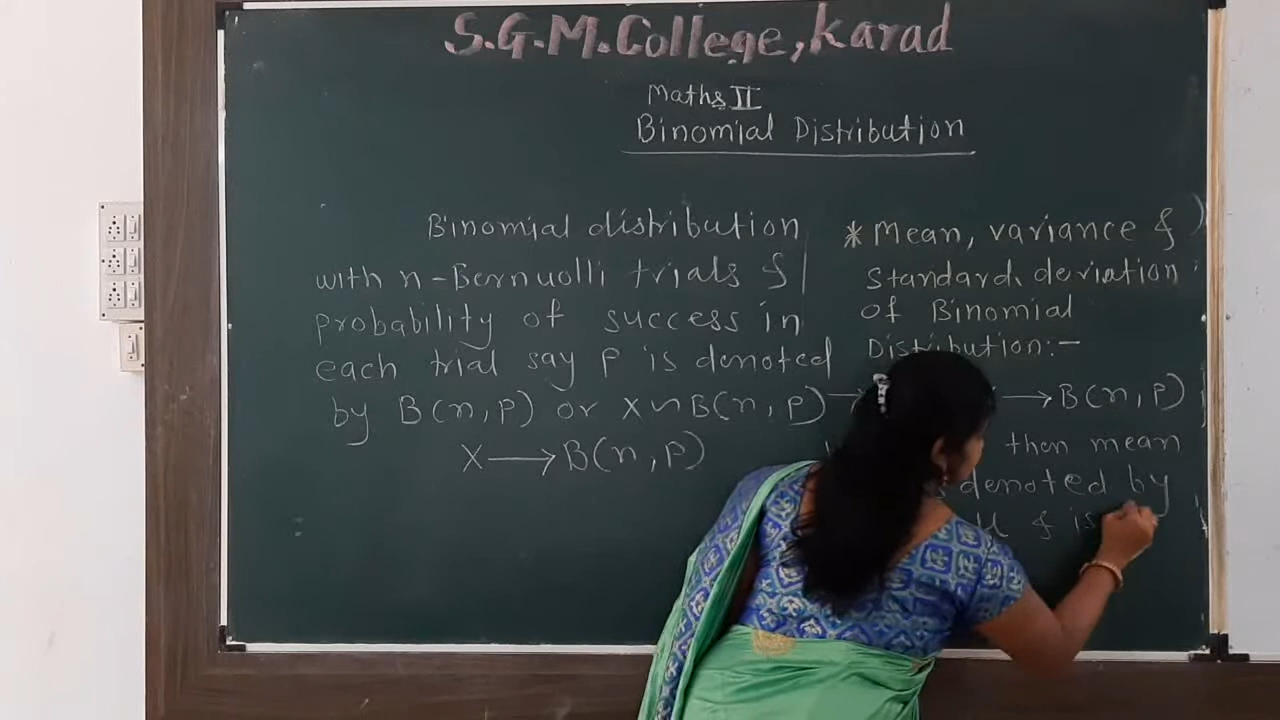 S.G.M. College, Karad
Maths II
Binomial Distribution
Binomial distribution
with n-Bernuolli trials &
probability of success in
each trial say P is denoted
by B(n, p) or X ∽ B(n, p)
X ⟶ B(n, p)
* Mean, variance &
standard deviation
of Binomial
Distribution:-
⟶ B(n, p)
then mean
denoted by
μ & is